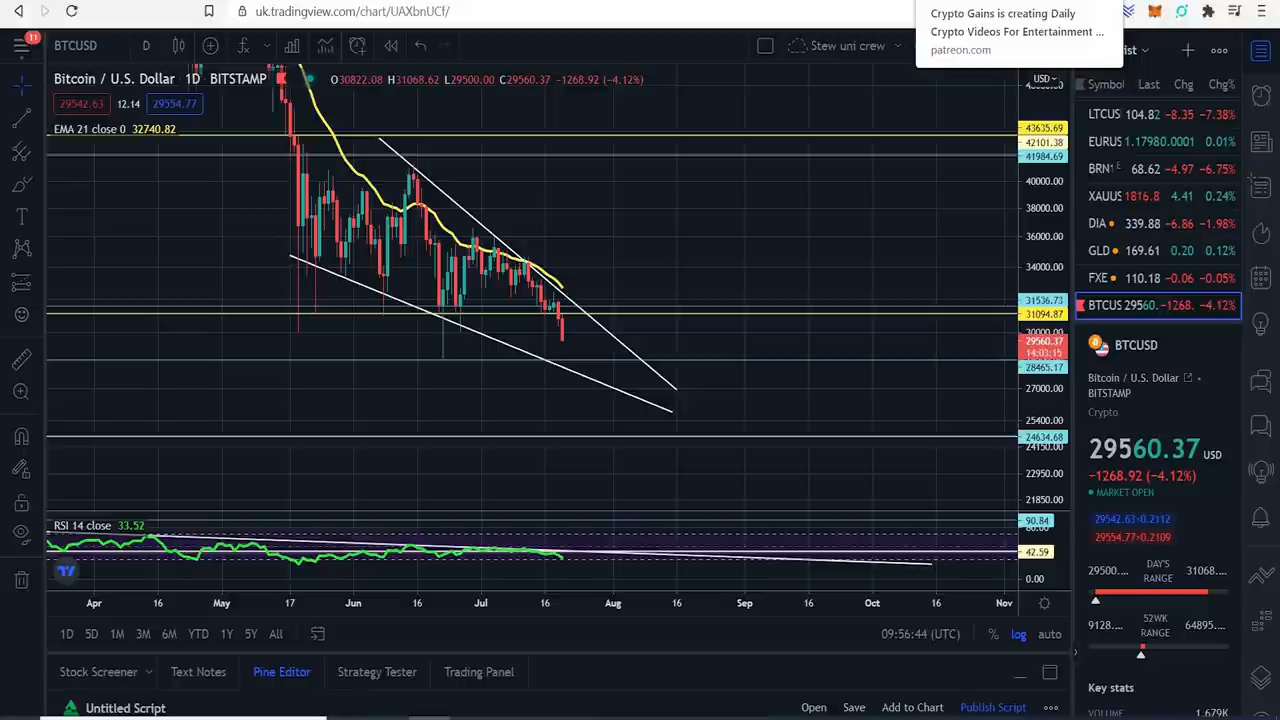 uk.tradingview.com/chart/UAXbnUCf/
Crypto Gains is creating Daily
Crypto Videos For Entertainment ...
patreon.com
11
BTCUSD
D
Stew uni crew
Bitcoin / U.S. Dollar 1D BITSTAMP
O30822.08 H31068.62 L29500.00 C29560.37 −1268.92 (−4.12%)
29542.63 12.14 29554.77
EMA 21 close 0 32740.82
USD
43635.69
42101.38
41984.69
40000.00
38000.00
36000.00
34000.00
31536.73
31094.87
30000.00
29560.37
14:03:15
28465.17
27000.00
25400.00
24634.68
24150.00
22950.00
21850.00
RSI 14 close 33.52
90.84
42.59
0.00
Apr 16 May 17 Jun 16 Jul 16 Aug 16 Sep 16 Oct 16 Nov
1D 5D 1M 3M 6M YTD 1Y 5Y All
09:56:44 (UTC) % log auto
Stock Screener Text Notes Pine Editor Strategy Tester Trading Panel
Untitled Script
Open Save Add to Chart Publish Script
Symbol Last Chg Chg%
LTCUS 104.82 −8.35 −7.38%
EURUS 1.17980.0001 0.01%
BRN1 E 68.62 −4.97 −6.75%
XAUUS 1816.8 4.41 0.24%
DIA 339.88 −6.86 −1.98%
GLD 169.61 0.20 0.12%
FXE 110.18 −0.06 −0.05%
BTCUS 29560. −1268. −4.12%
BTCUSD
Bitcoin / U.S. Dollar
BITSTAMP
Crypto
29560.37 USD
−1268.92 (−4.12%)
MARKET OPEN
29542.63×0.2112
29554.77×0.2109
29500.... DAY'S RANGE 31068....
9128.... 52WK RANGE 64895....
Key stats
VOLUME 1.679K